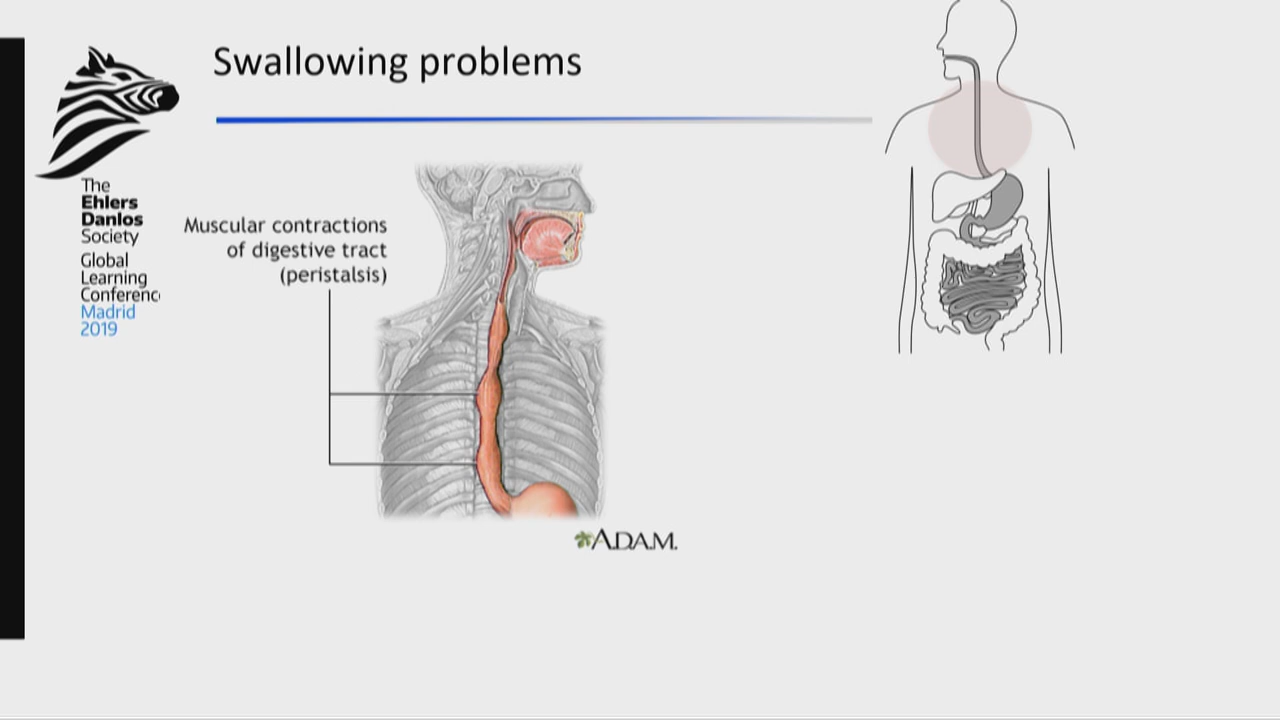 Swallowing problems
The
Ehlers
Danlos
Society
Global
Learning
Conferenc
Madrid
2019
Muscular contractions
of digestive tract
(peristalsis)
A.D.A.M.